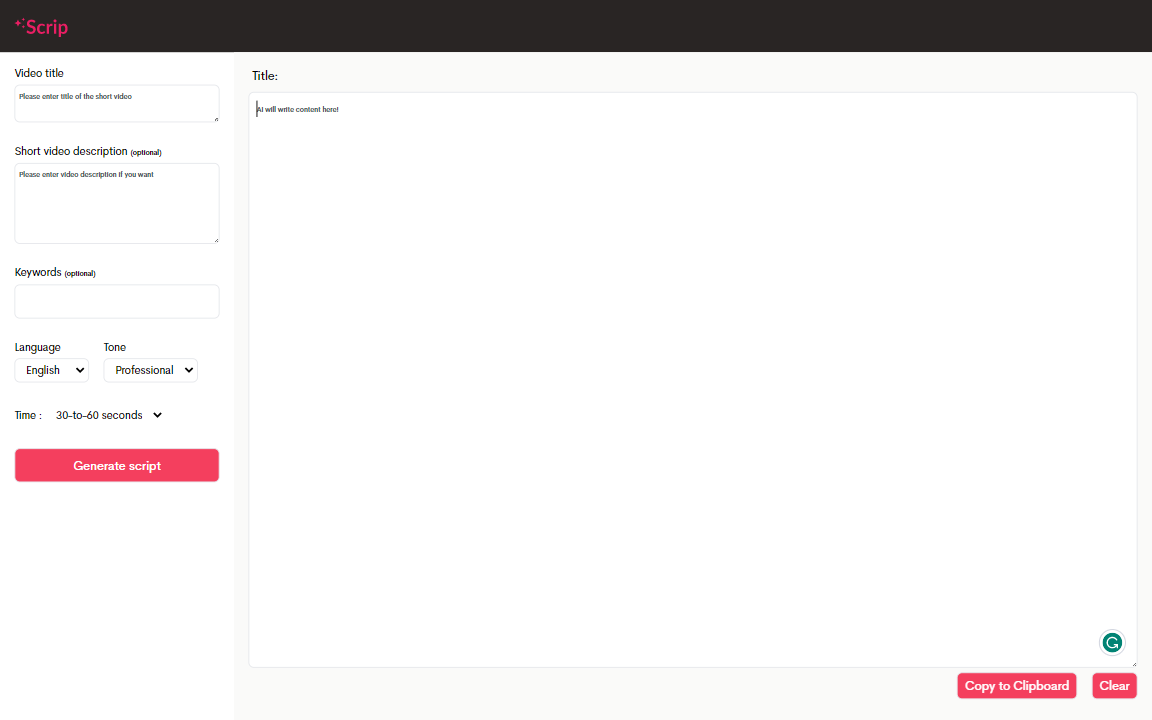 Scrip
Video title
Please enter title of the short video
Short video description (optional)
Please enter video description if you want
Keywords (optional)
Language
Tone
English
Professional
Time :
30-to-60 seconds
Generate script
Title:
AI will write content here!
Copy to Clipboard
Clear